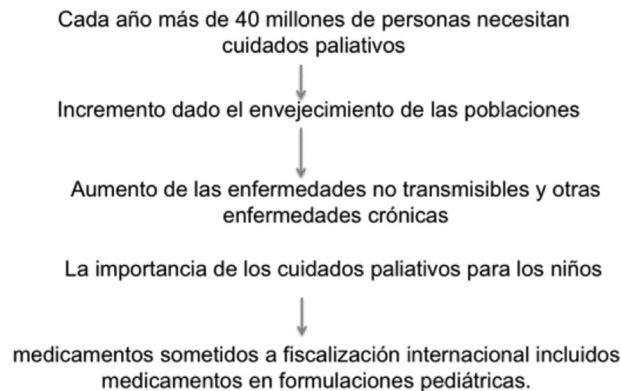 Cada año más de 40 millones de personas necesitan
cuidados paliativos
Incremento dado el envejecimiento de las poblaciones
Aumento de las enfermedades no transmisibles y otras
enfermedades crónicas
La importancia de los cuidados paliativos para los niños
medicamentos sometidos a fiscalización internacional incluidos
medicamentos en formulaciones pediátricas.